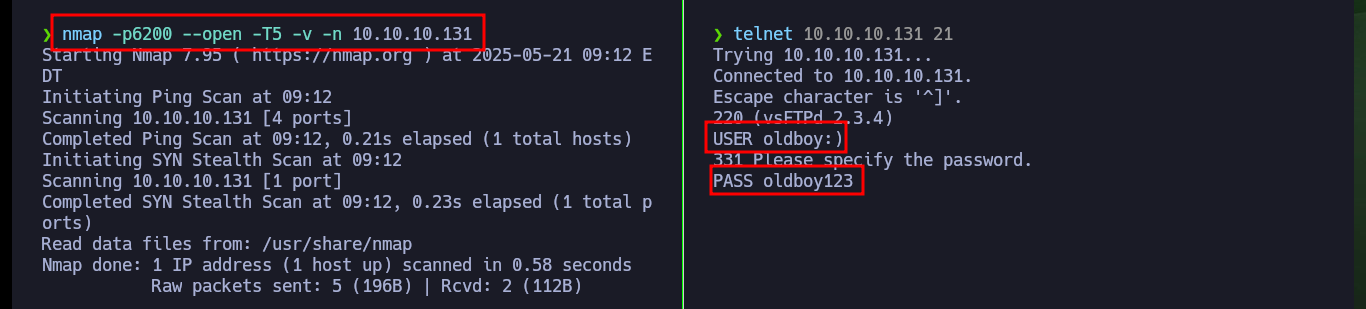 ❯ nmap -p6200 --open -T5 -v -n 10.10.10.131
Starting Nmap 7.95 ( https://nmap.org ) at 2025-05-21 09:12 E
DT
Initiating Ping Scan at 09:12
Scanning 10.10.10.131 [4 ports]
Completed Ping Scan at 09:12, 0.21s elapsed (1 total hosts)
Initiating SYN Stealth Scan at 09:12
Scanning 10.10.10.131 [1 port]
Completed SYN Stealth Scan at 09:12, 0.23s elapsed (1 total p
orts)
Read data files from: /usr/share/nmap
Nmap done: 1 IP address (1 host up) scanned in 0.58 seconds
Raw packets sent: 5 (196B) | Rcvd: 2 (112B)
❯ telnet 10.10.10.131 21
Trying 10.10.10.131...
Connected to 10.10.10.131.
Escape character is '^]'.
220 (vsFTPd 2.3.4)
USER oldboy:)
331 Please specify the password.
PASS oldboy123